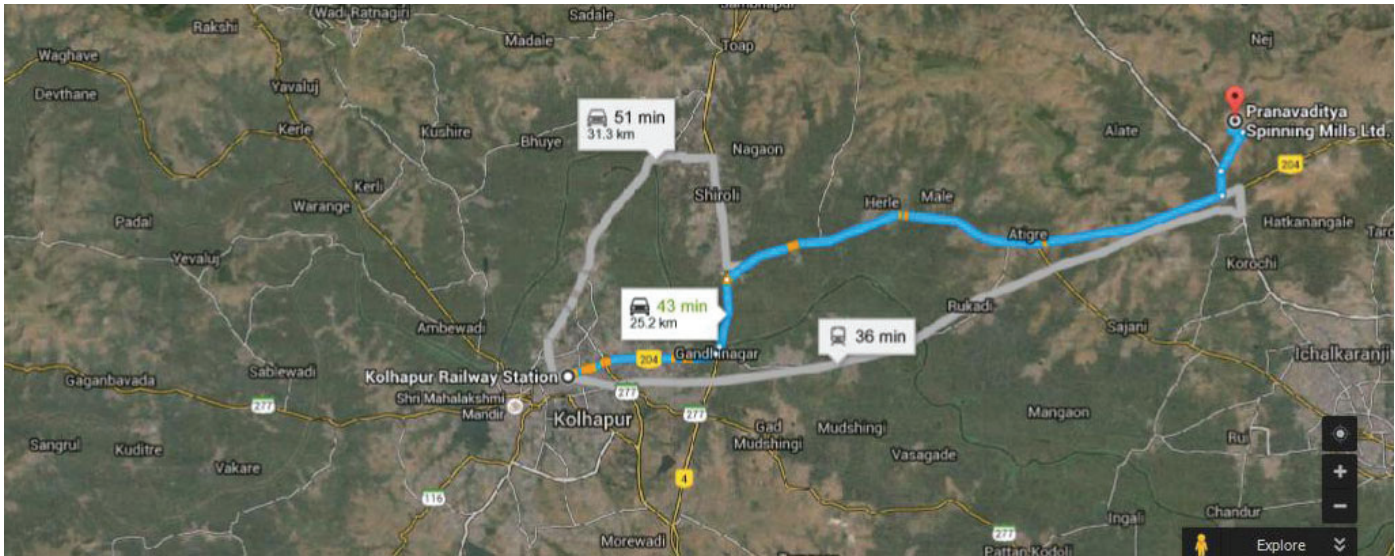 Wadi Ratnagiri
Sadale
Rakshi
Madale
Toap
Nej
Waghave
Devthane
Yavaluj
51 min
31.3 km
Pranavaditya
Spinning Mills Ltd.
Kerle
Kushire
Bhuye
Nagaon
Alate
204
Kerli
Warange
Shiroli
Herle
Male
Padal
Hatkanangale
Atigre
Yevaluj
Korochi
43 min
25.2 km
Rukadi
Ambewadi
36 min
Sajani
204
Gandhinagar
Ichalkaranji
Gaganbavada
Sablewadi
Kolhapur Railway Station
277
Shri Mahalakshmi
Mandir
277
277
Kolhapur
Mangaon
Sangrul
Kuditre
Gad
Mudshingi
Mudshingi
Rui
Vakare
Vasagade
4
116
Ingali
Chandur
277
Morewadi
Pattan Kodoli
Explore